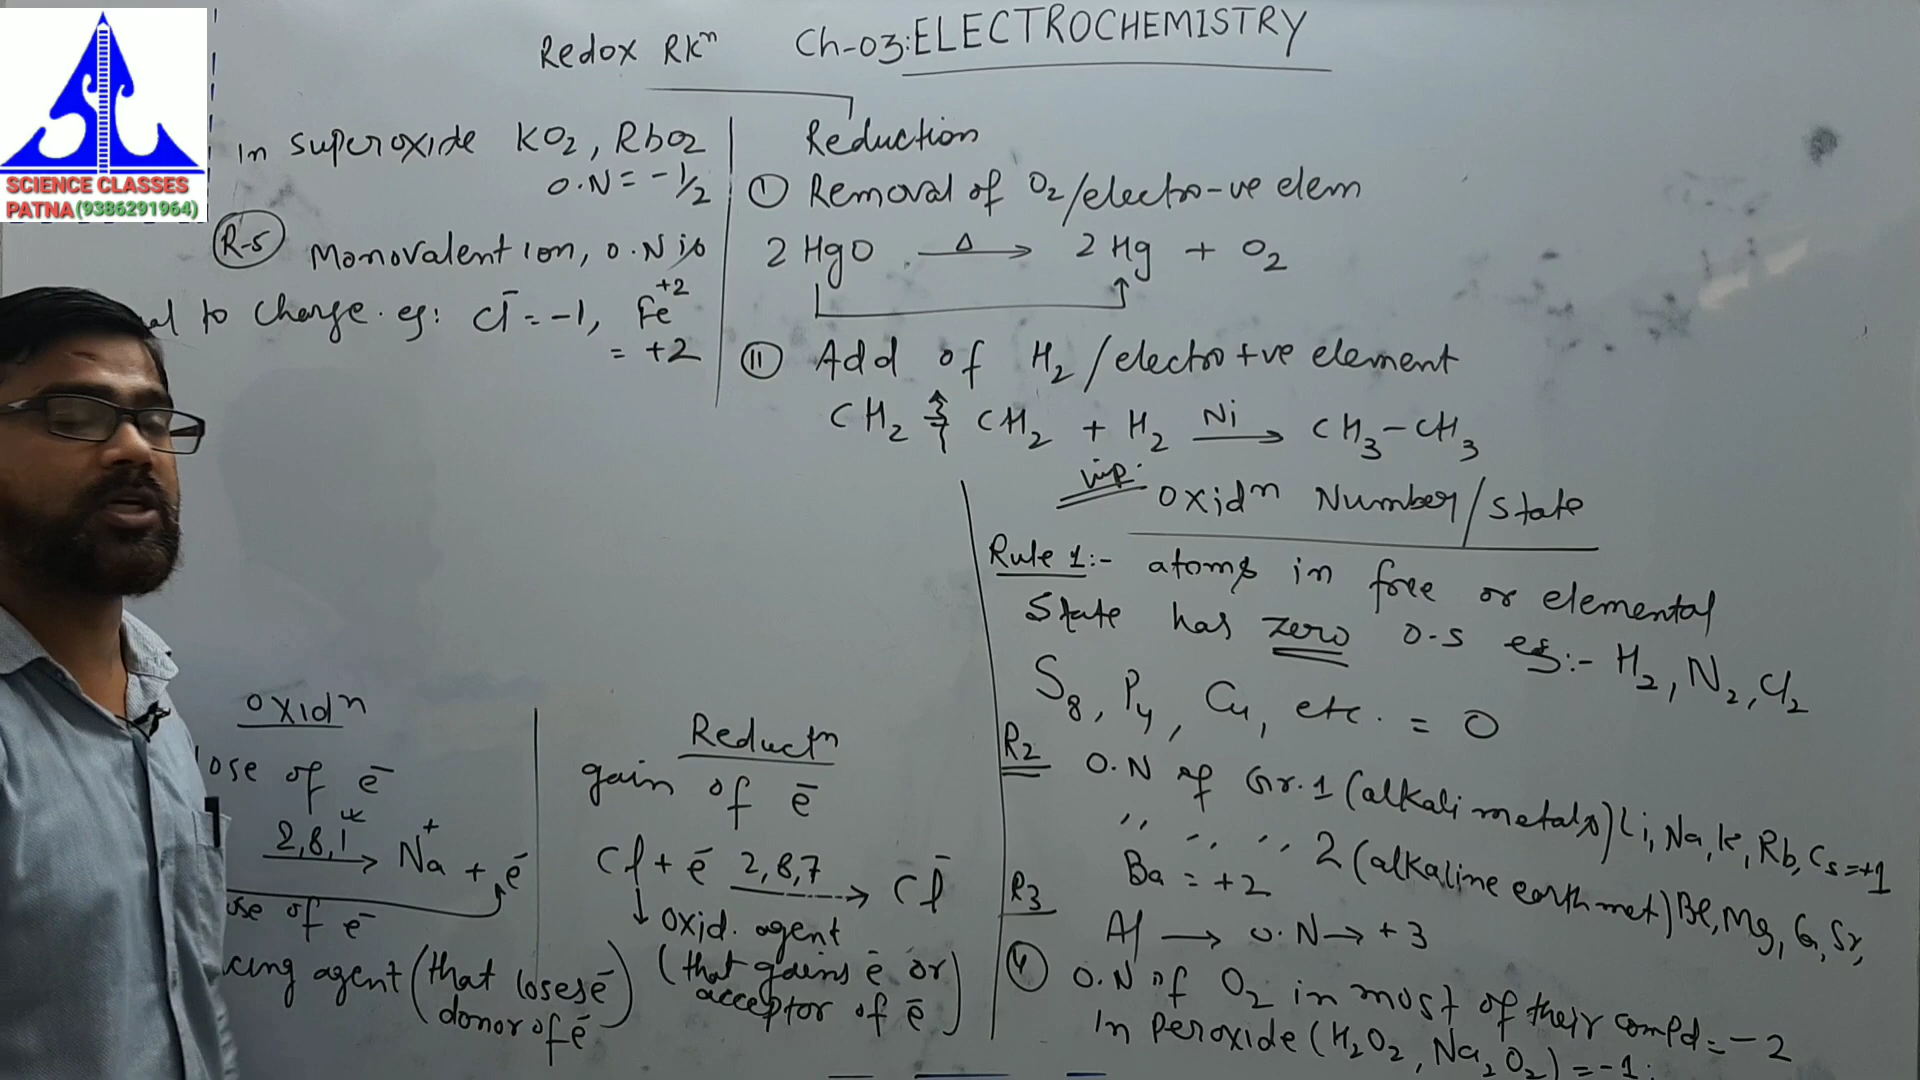 SCIENCE CLASSES
PATNA (9386291964)
Redox Rxⁿ Ch-03: ELECTROCHEMISTRY
In superoxide KO₂, RbO₂
O.N = -1/2
R-5 Monovalent ion, O.N is
al to charge. eg: Cl⁻ = -1, Fe⁺²
= +2
Reduction
(I) Removal of O₂/electro-ve elem
2 HgO —Δ→ 2 Hg + O₂
(II) Add of H₂/electro+ve element
CH₂ = CH₂ + H₂ —Ni→ CH₃-CH₃
Oxidⁿ
lose of e⁻
2,8,1 → Na⁺ + e⁻
ose of e⁻
cing agent (that loses e⁻
donor of e⁻)
Reductⁿ
gain of e⁻
Cl + e⁻ 2,8,7 → Cl⁻
↓ oxid. agent
(that gains e⁻ or
acceptor of e⁻)
imp. Oxidⁿ Number/State
Rule 1:- atoms in free or elemental
State has zero O.S eg:- H₂, N₂, Cl₂
S₈, P₄, Cu, etc. = 0
R2 O.N of Gr.1 (alkali metals) Li, Na, K, Rb, Cs = +1
,, ,, ,, 2 (alkaline earth met) Be, Mg, Ca, Sr,
Ba = +2
R3 Al → O.N → +3
(4) O.N of O₂ in most of their compd = -2
In peroxide (H₂O₂, Na₂O₂) = -1.